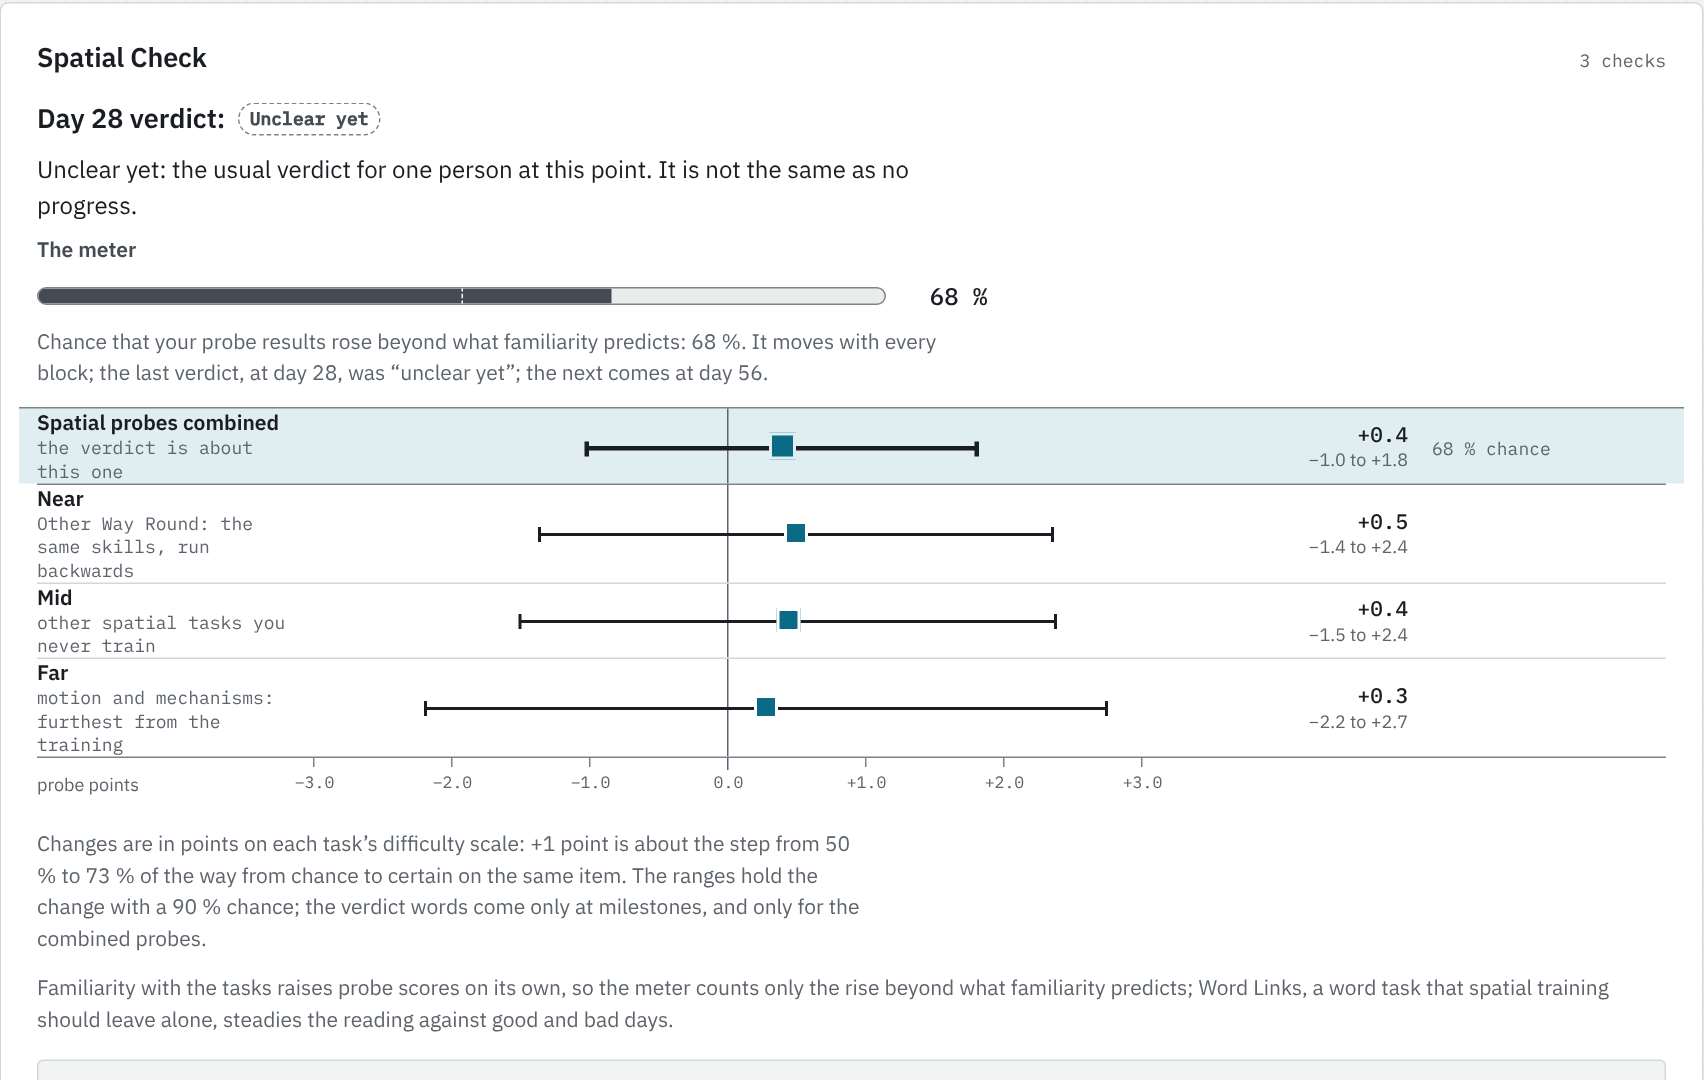 Spatial Check
3 checks
Day 28 verdict: Unclear yet
Unclear yet: the usual verdict for one person at this point. It is not the same as no
progress.
The meter
68 %
Chance that your probe results rose beyond what familiarity predicts: 68 %. It moves with every
block; the last verdict, at day 28, was “unclear yet”; the next comes at day 56.
Spatial probes combined
the verdict is about
this one
+0.4
−1.0 to +1.8
68 % chance
Near
Other Way Round: the
same skills, run
backwards
+0.5
−1.4 to +2.4
Mid
other spatial tasks you
never train
+0.4
−1.5 to +2.4
Far
motion and mechanisms:
furthest from the
training
+0.3
−2.2 to +2.7
probe points −3.0 −2.0 −1.0 0.0 +1.0 +2.0 +3.0
Changes are in points on each task’s difficulty scale: +1 point is about the step from 50
% to 73 % of the way from chance to certain on the same item. The ranges hold the
change with a 90 % chance; the verdict words come only at milestones, and only for the
combined probes.
Familiarity with the tasks raises probe scores on its own, so the meter counts only the rise beyond what familiarity predicts; Word Links, a word task that spatial training
should leave alone, steadies the reading against good and bad days.